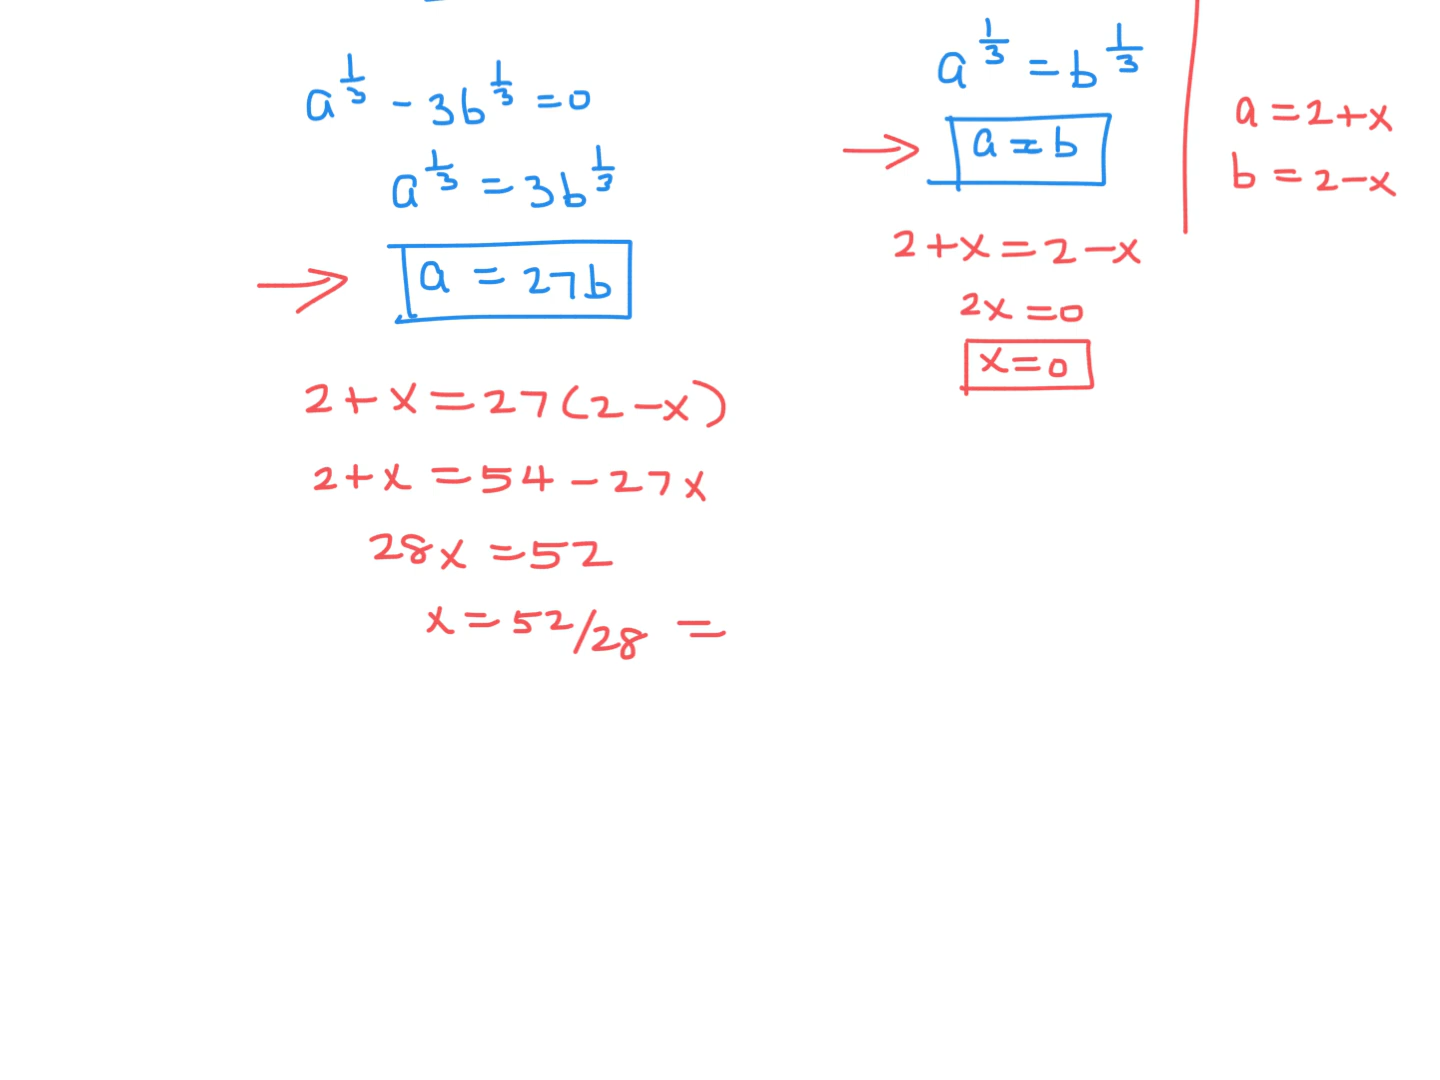 a^{1/3} - 3b^{1/3} = 0
a^{1/3} = 3b^{1/3}
a = 27b
2 + x = 27(2 - x)
2 + x = 54 - 27x
28x = 52
x = 52/28 =
a^{1/3} = b^{1/3}
a = b
2 + x = 2 - x
2x = 0
x = 0
a = 2 + x
b = 2 - x